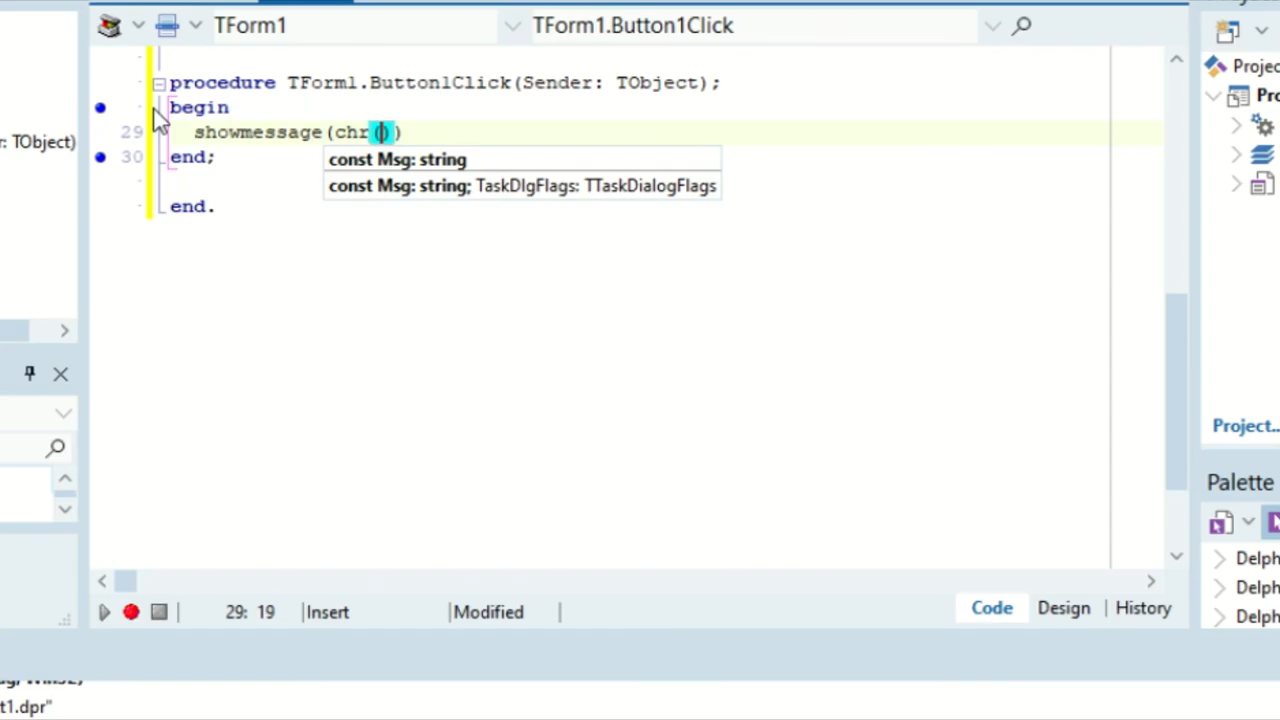 TForm1 TForm1.Button1Click
procedure TForm1.Button1Click(Sender: TObject);
begin
29 showmessage(chr())
30 end;
const Msg: string
const Msg: string; TaskDlgFlags: TTaskDialogFlags
end.
r: TObject)
29: 19 Insert Modified
Code Design History
t1.dpr"
Projec
Pro
Project...
Palette
Delph
Delph
Delph